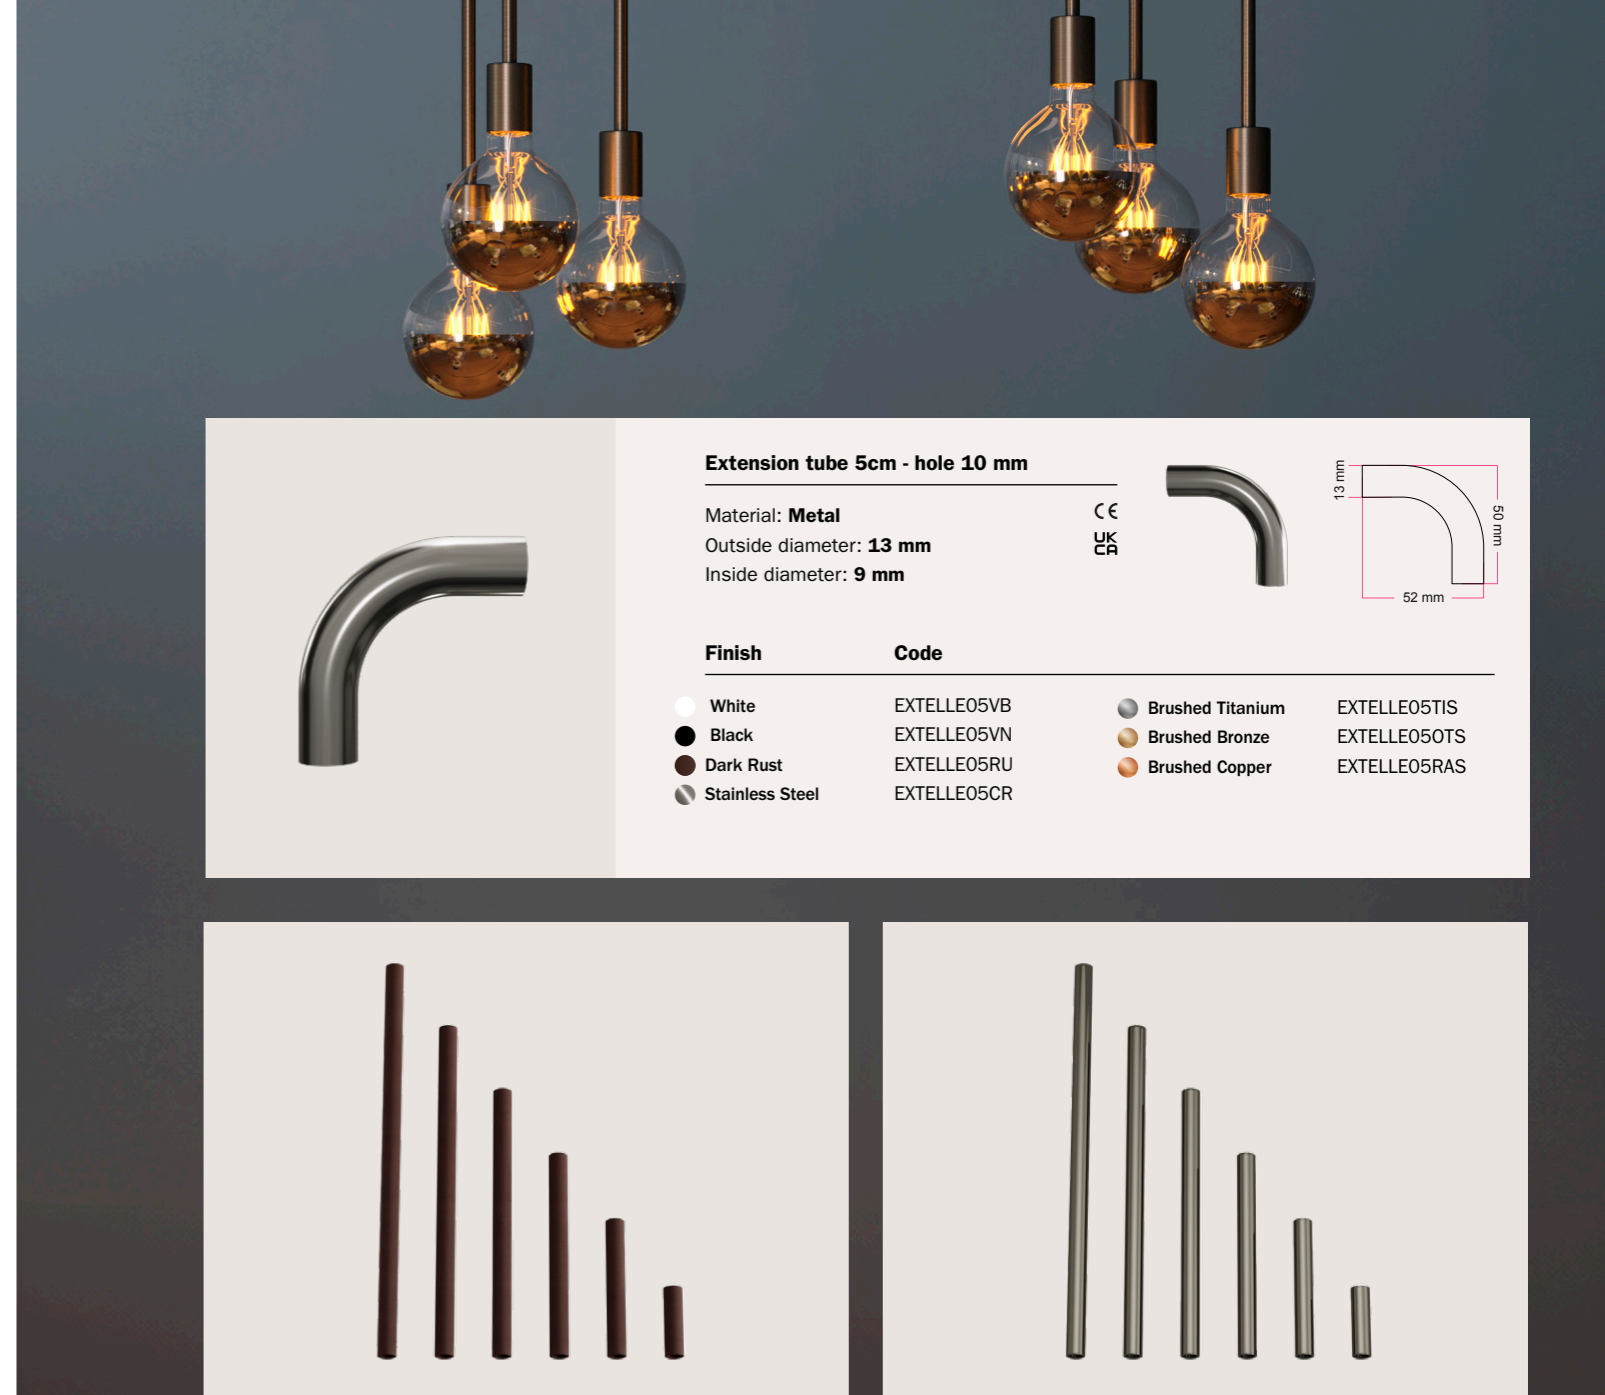 Extension tube 5cm - hole 10 mm
Material: Metal
Outside diameter: 13 mm
Inside diameter: 9 mm
CE
UK
CA
13 mm
50 mm
52 mm
Finish Code
White EXTELLE05VB
Black EXTELLE05VN
Dark Rust EXTELLE05RU
Stainless Steel EXTELLE05CR
Brushed Titanium EXTELLE05TIS
Brushed Bronze EXTELLE05OTS
Brushed Copper EXTELLE05RAS